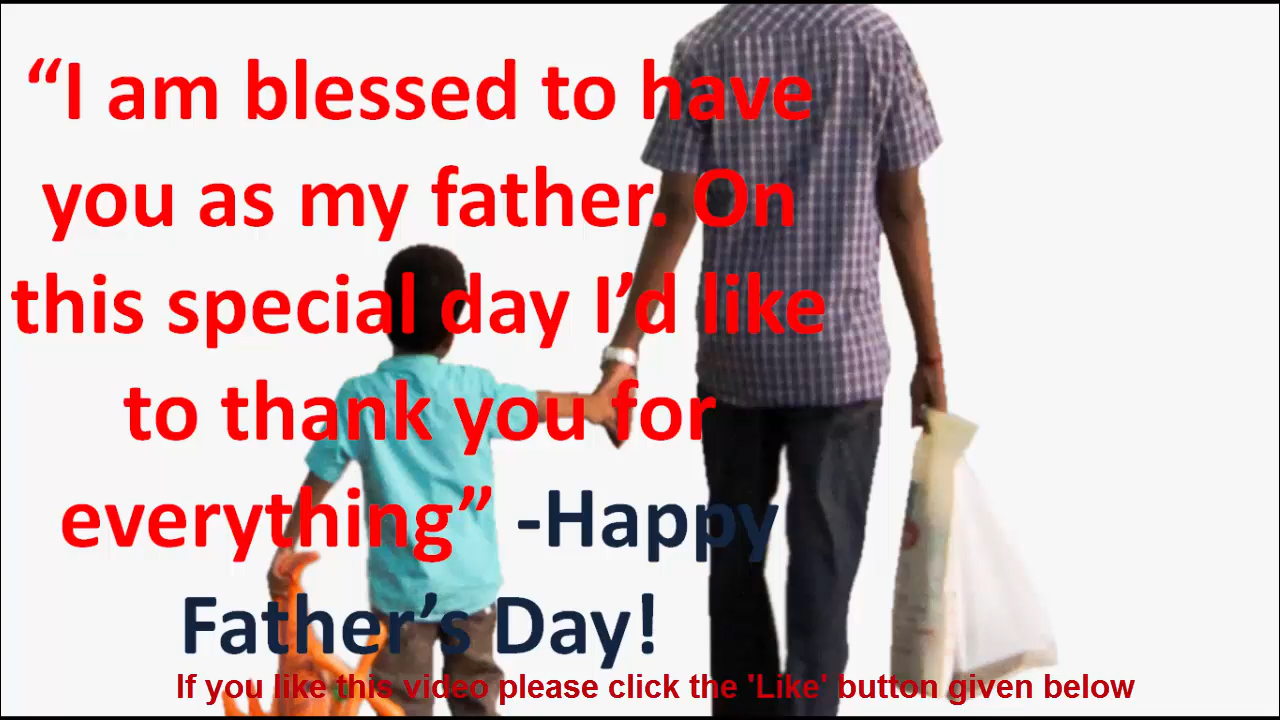 “I am blessed to have
you as my father. On
this special day I’d like
to thank you for
everything” -Happy
Father’s Day!
If you like this video please click the 'Like' button given below